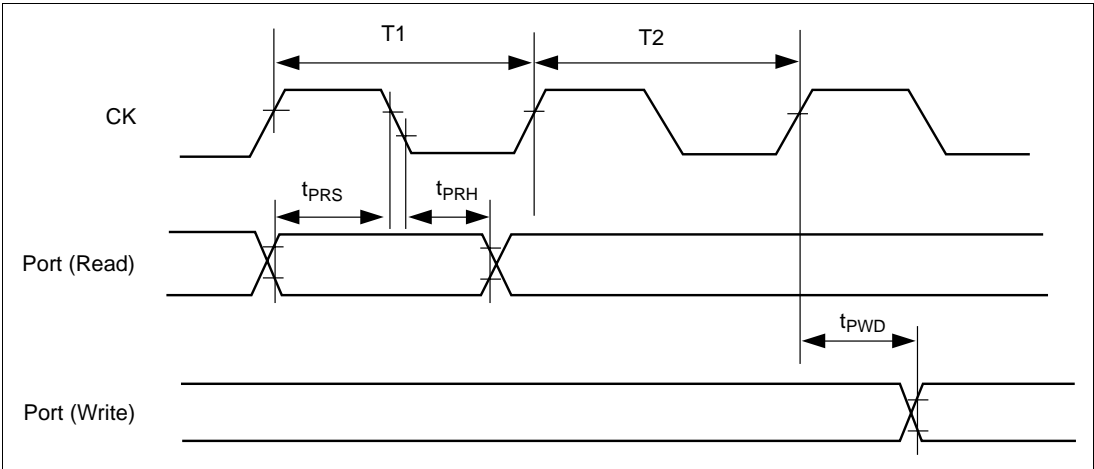 T1
T2
CK
tPRS
tPRH
Port (Read)
tPWD
Port (Write)